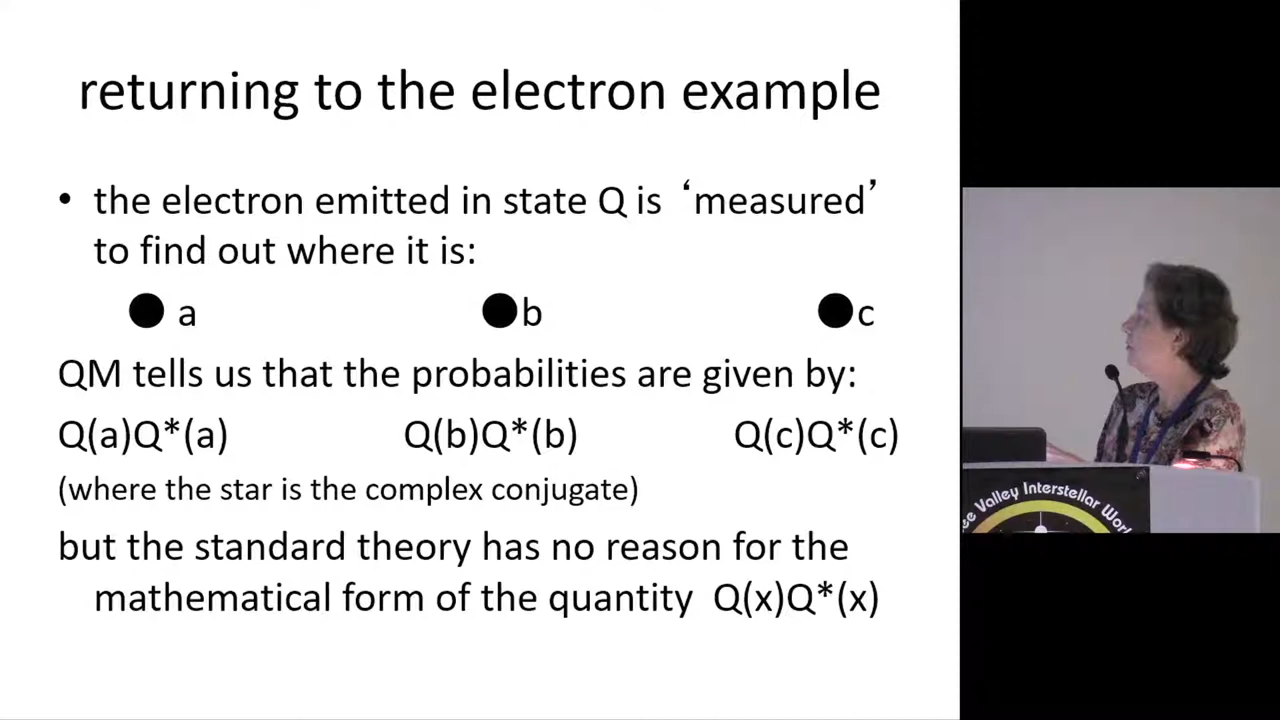 returning to the electron example
• the electron emitted in state Q is ‘measured’
to find out where it is:
a b c
QM tells us that the probabilities are given by:
Q(a)Q*(a) Q(b)Q*(b) Q(c)Q*(c)
(where the star is the complex conjugate)
but the standard theory has no reason for the
mathematical form of the quantity Q(x)Q*(x)
Valley Interstellar